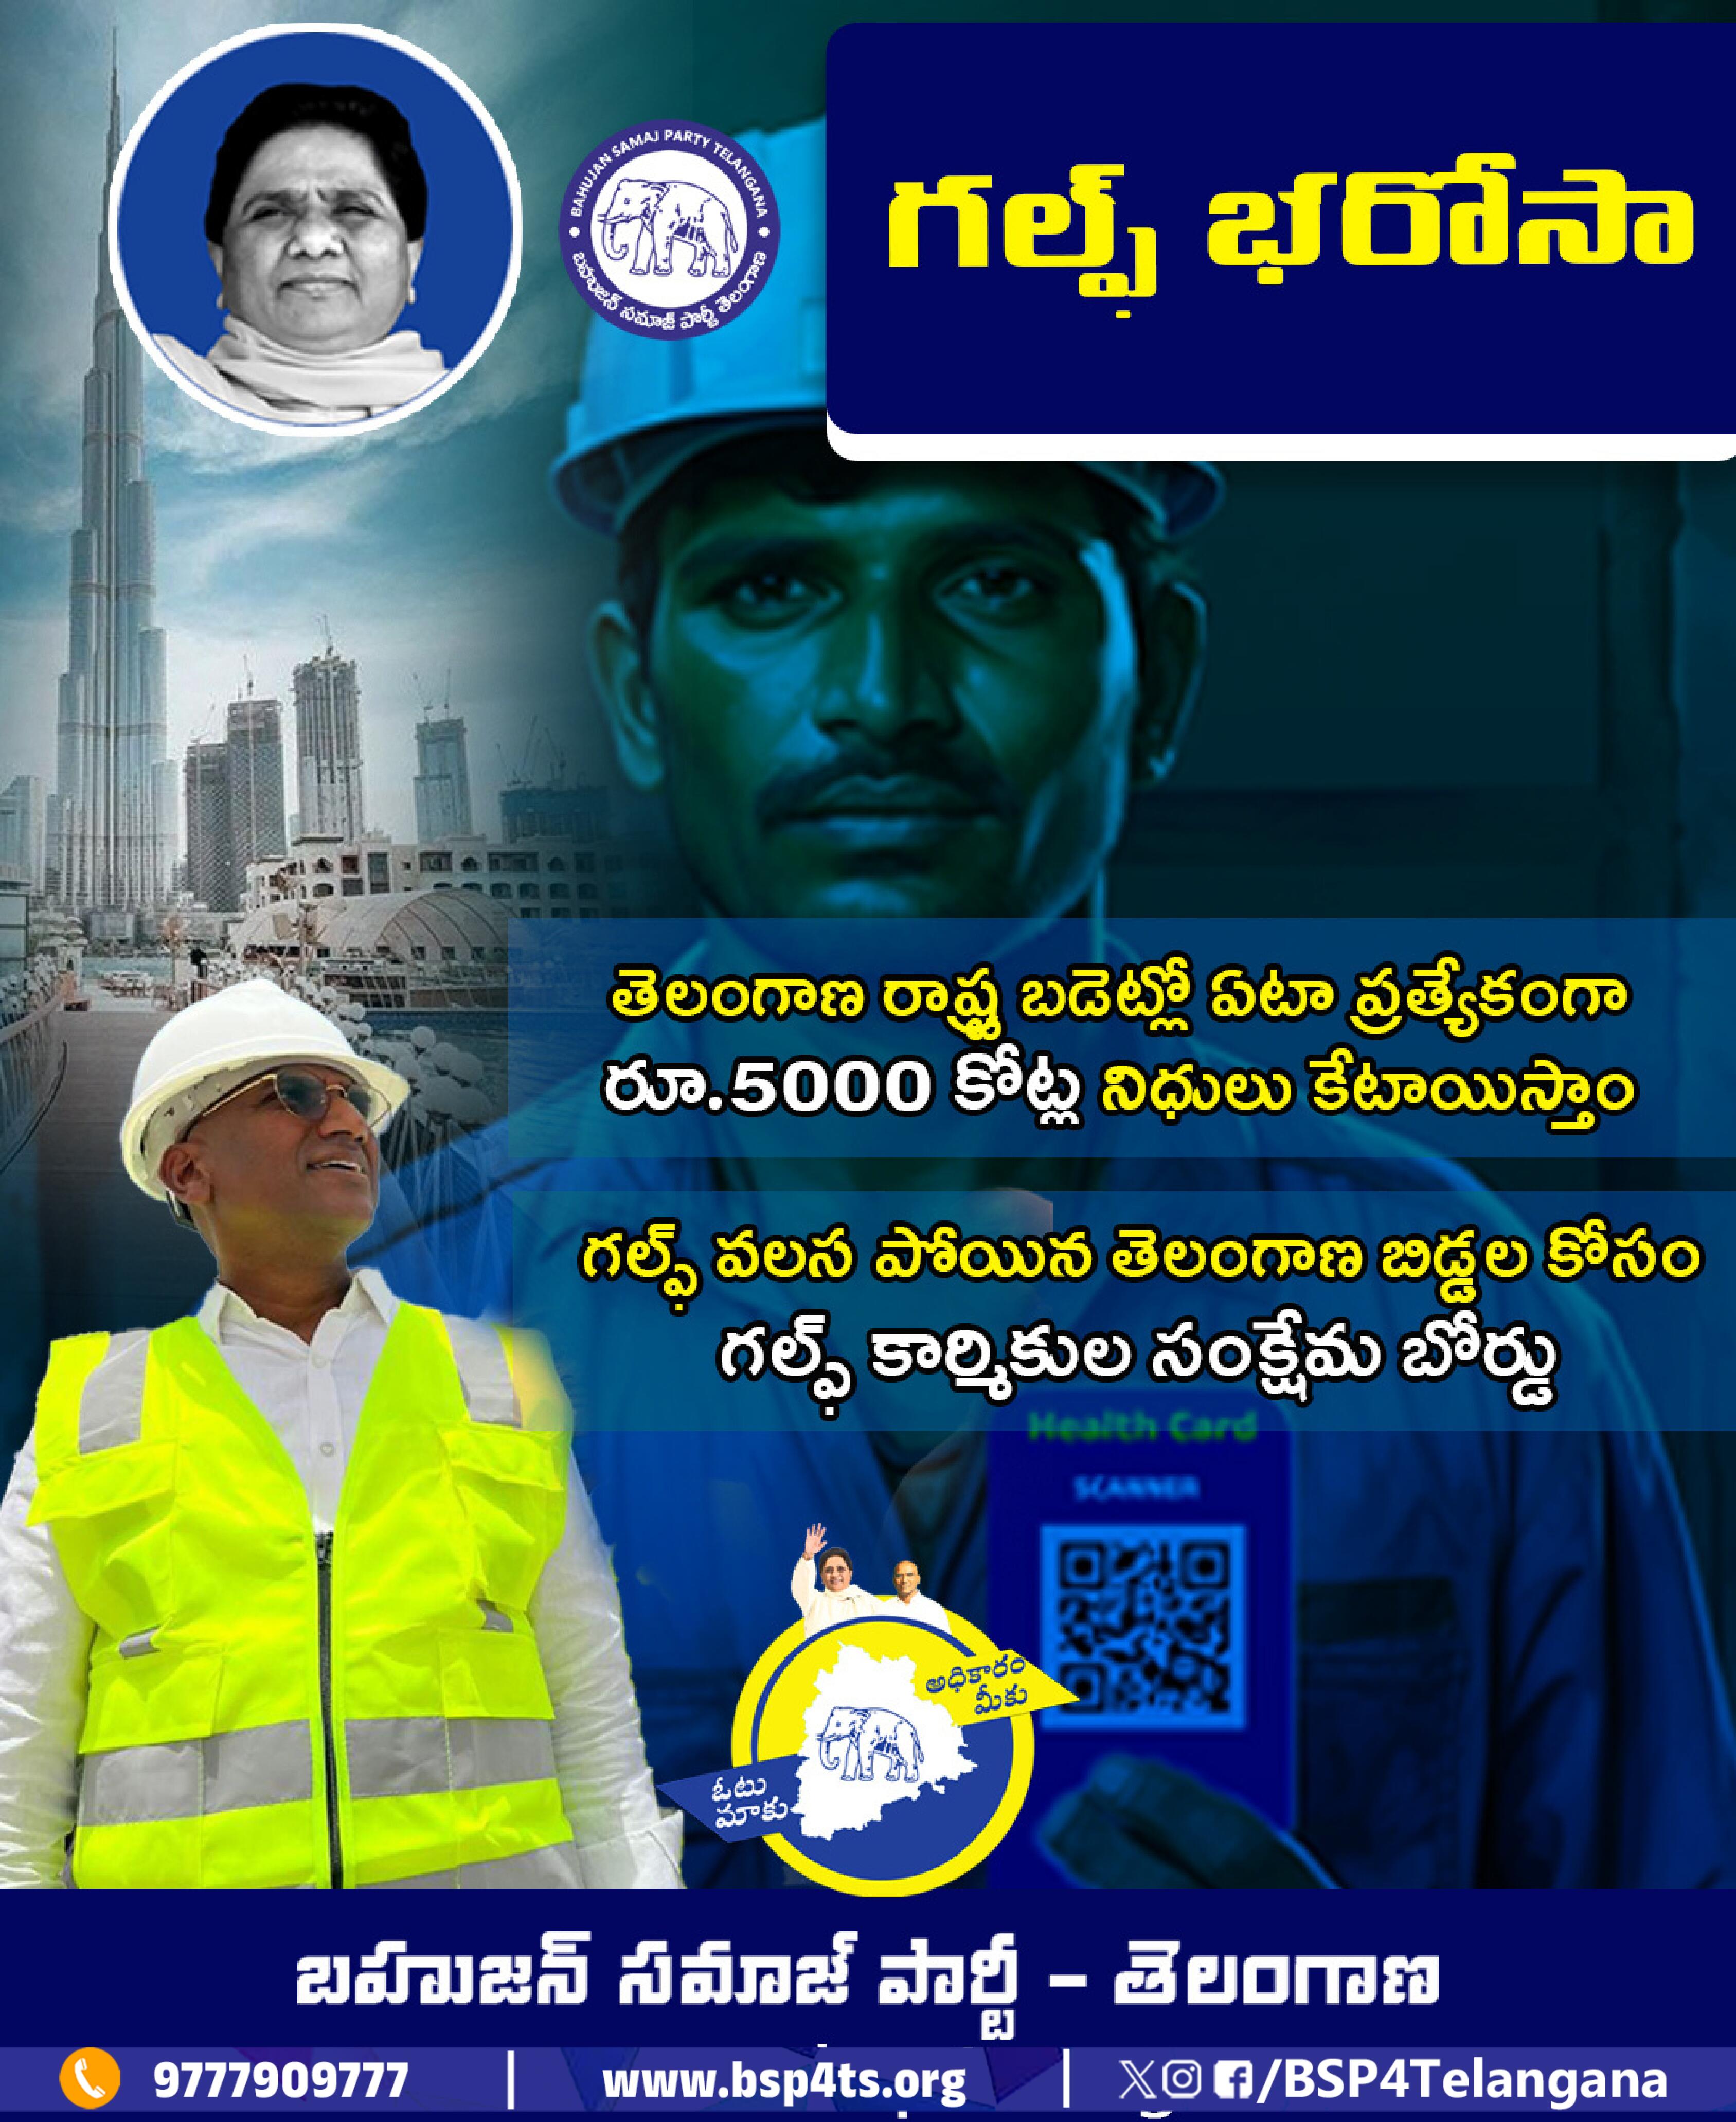 BAHUJAN SAMAJ PARTY TELANGANA
బహుజన్ సమాజ్ పార్టీ తెలంగాణ
గల్ఫ్ భరోసా
తెలంగాణ రాష్ట్ర బడెట్లో ఏటా ప్రత్యేకంగా
రూ.5000 కోట్ల నిధులు కేటాయిస్తాం
గల్ఫ్ వలస పోయిన తెలంగాణ బిడ్డల కోసం
గల్ఫ్ కార్మికుల సంక్షేమ బోర్డు
Health Card
SCANNER
అధికారం
మీకు
ఓటు
మాకు
బహుజన్ సమాజ్ పార్టీ – తెలంగాణ
9777909777 | www.bsp4ts.org | /BSP4Telangana